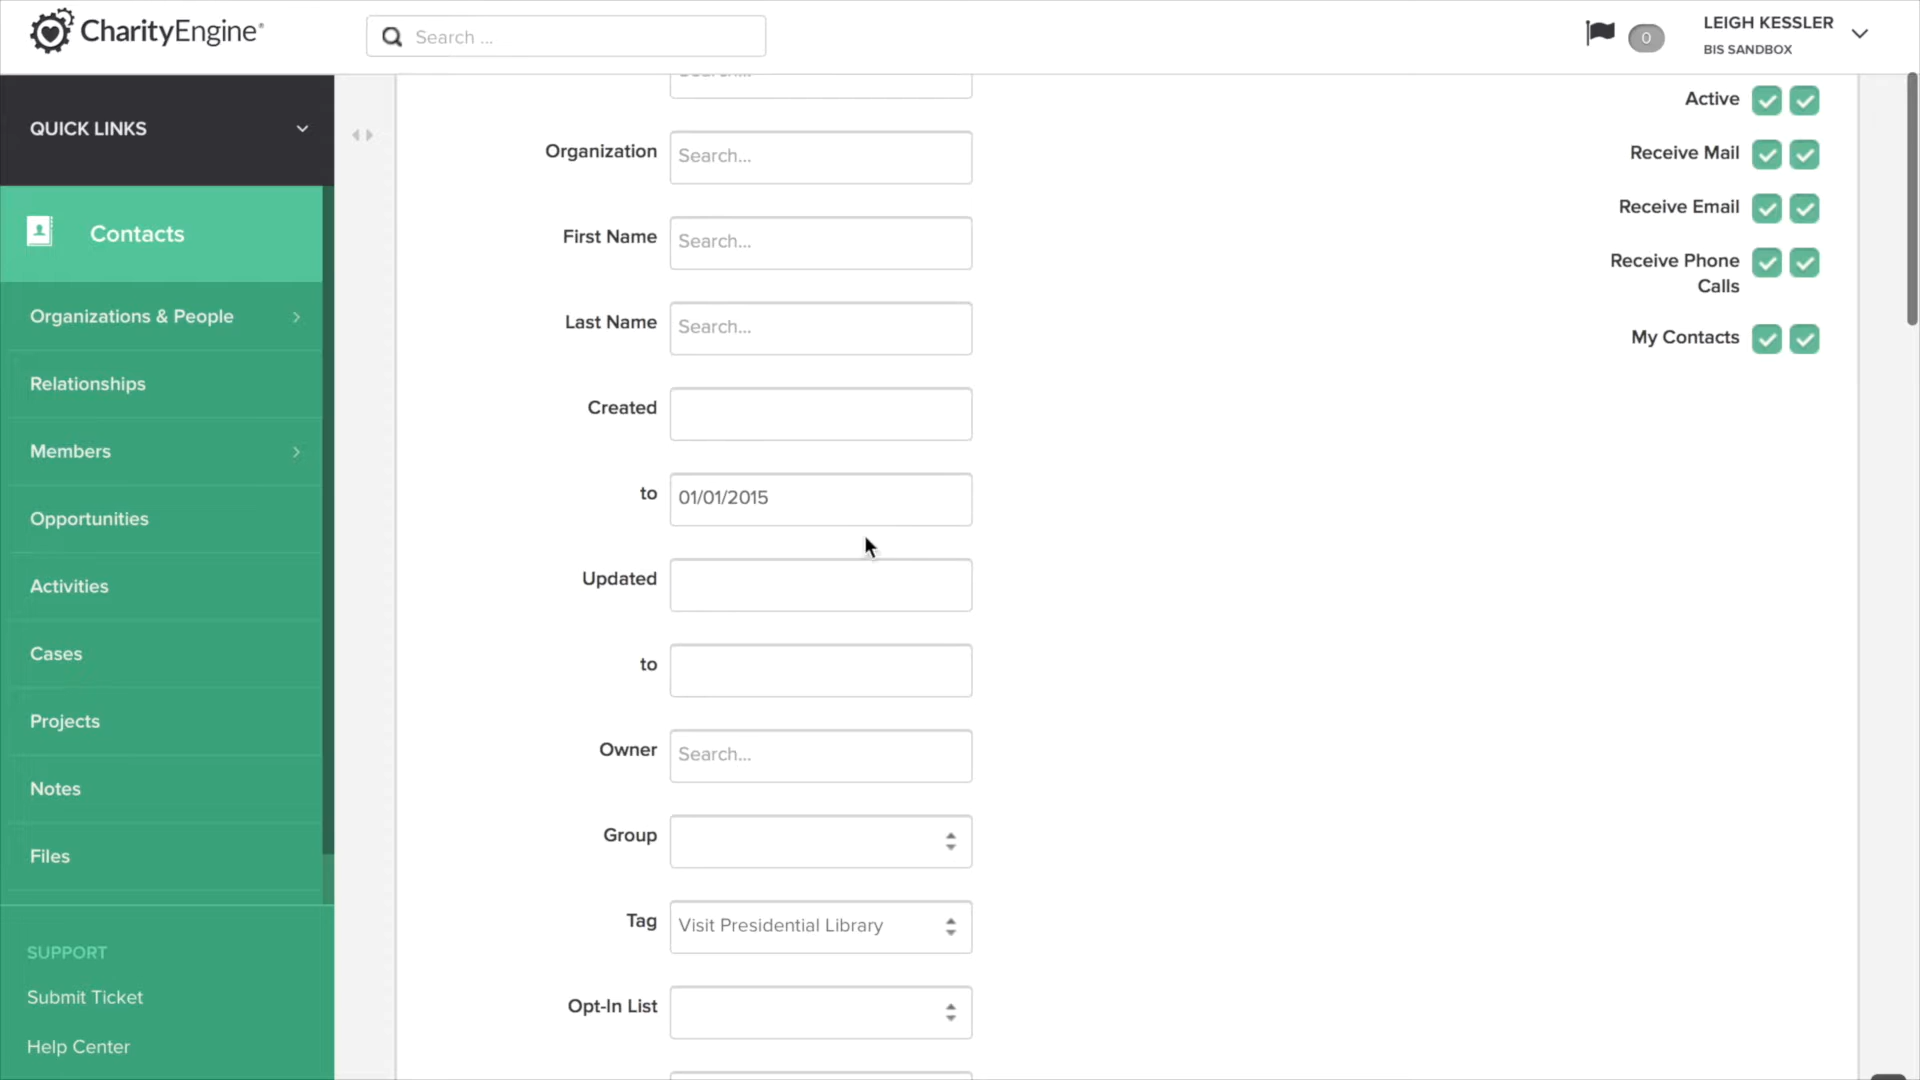 CharityEngine®
Search ...
0
LEIGH KESSLER
BIS SANDBOX
QUICK LINKS
Contacts
Organizations & People
Relationships
Members
Opportunities
Activities
Cases
Projects
Notes
Files
SUPPORT
Submit Ticket
Help Center
Search...
Organization Search...
First Name Search...
Last Name Search...
Created
to 01/01/2015
Updated
to
Owner Search...
Group
Tag Visit Presidential Library
Opt-In List
Active
Receive Mail
Receive Email
Receive Phone
Calls
My Contacts